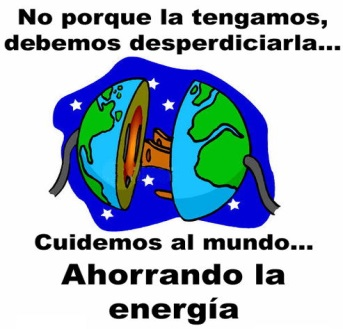 No porque la tengamos,
debemos desperdiciarla...
Cuidemos al mundo...
Ahorrando la
energía